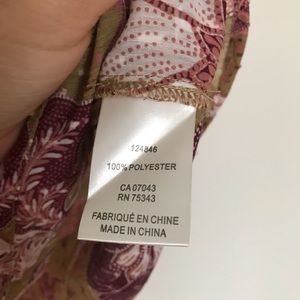 124846
100% POLYESTER
CA 07043
RN 75343
FABRIQUÉ EN CHINE
MADE IN CHINA